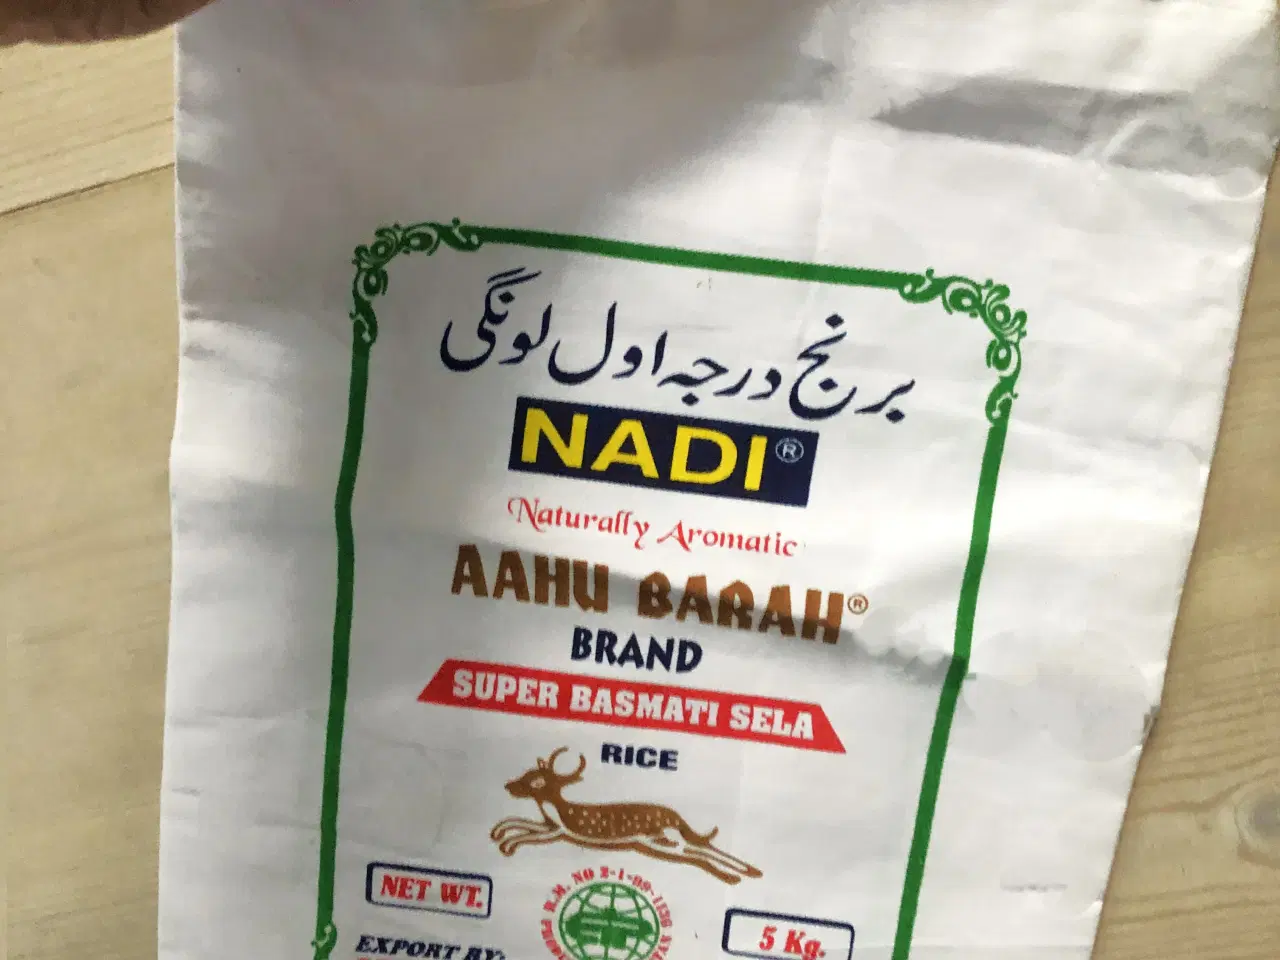 برنج درجہ اول لونگی
NADI®
Naturally Aromatic
AAHU BARAH®
BRAND
SUPER BASMATI SELA
RICE
NET WT.
5 Kg.
EXPORT BY: